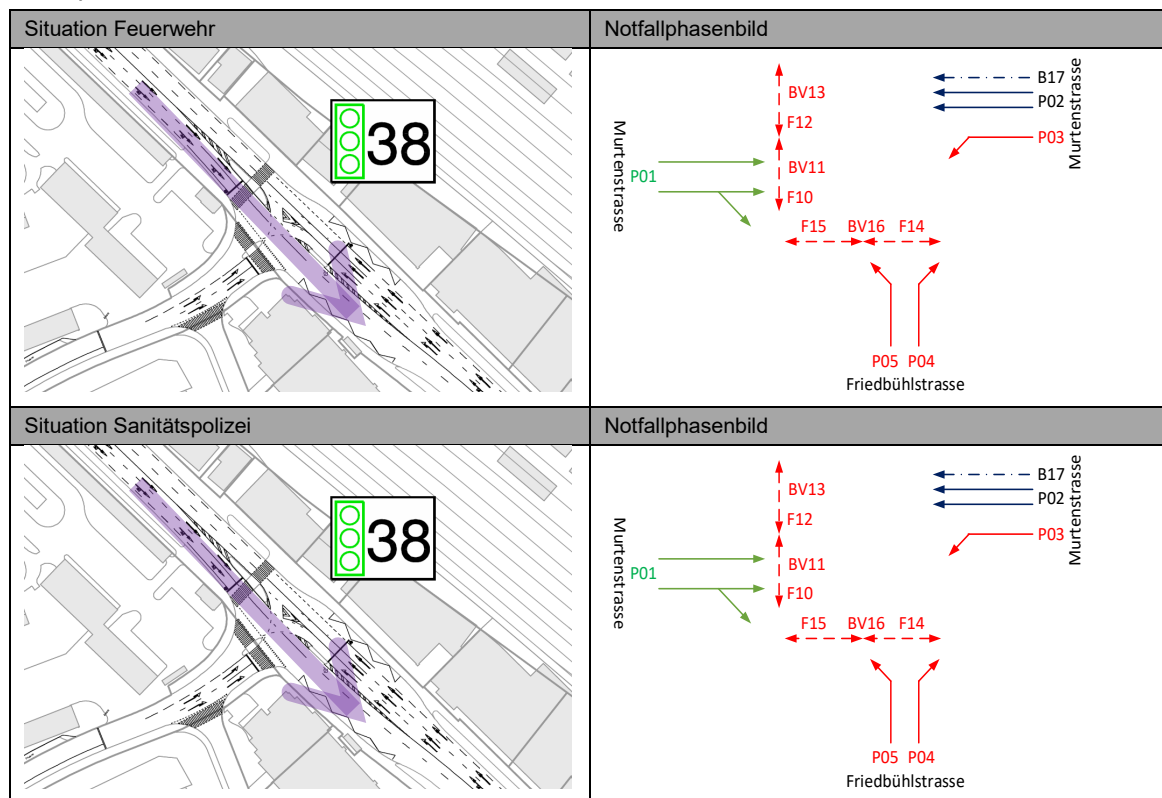 Situation Feuerwehr
Notfallphasenbild
38
Murtenstrasse
P01
BV13
F12
BV11
F10
F15 BV16 F14
P05 P04
Friedbühlstrasse
B17
P02
P03
Murtenstrasse
Situation Sanitätspolizei
Notfallphasenbild
38
Murtenstrasse
P01
BV13
F12
BV11
F10
F15 BV16 F14
P05 P04
Friedbühlstrasse
B17
P02
P03
Murtenstrasse